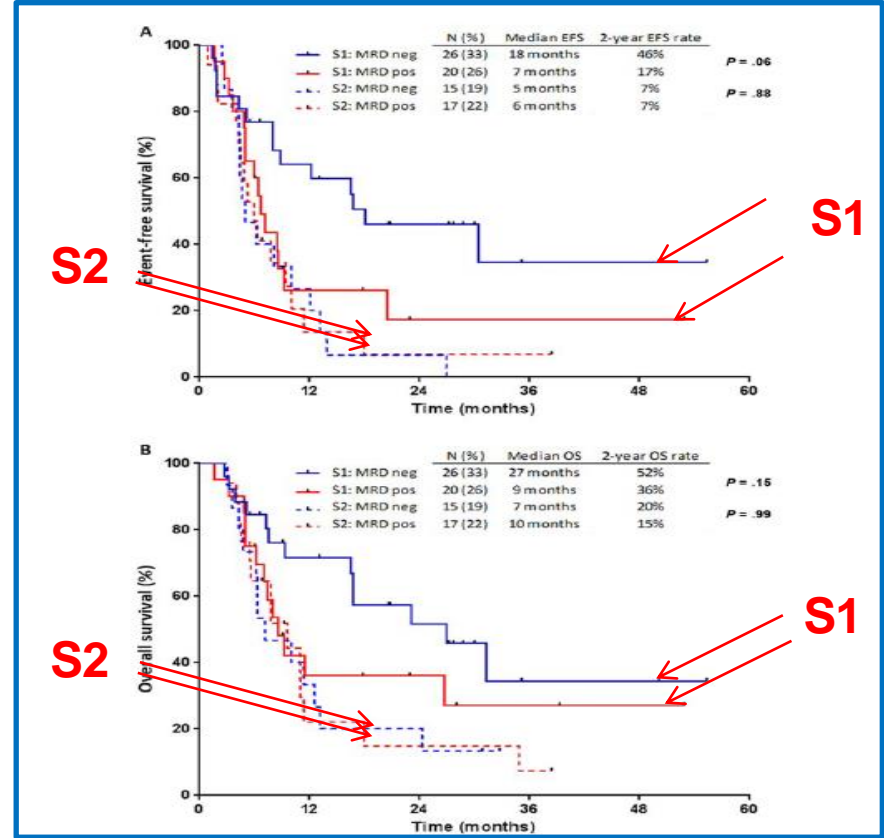 A
N (%) Median EFS 2-year EFS rate
S1: MRD neg 26 (33) 18 months 46%
S1: MRD pos 20 (26) 7 months 17%
S2: MRD neg 15 (19) 5 months 7%
S2: MRD pos 17 (22) 6 months 7%
P = .06
P = .88
Event-free survival (%)
100
80
60
40
20
0
0 12 24 36 48 60
Time (months)
S2
S1
B
N (%) Median OS 2-year OS rate
S1: MRD neg 26 (33) 27 months 52%
S1: MRD pos 20 (26) 9 months 36%
S2: MRD neg 15 (19) 7 months 20%
S2: MRD pos 17 (22) 10 months 15%
P = .15
P = .99
Overall survival (%)
100
80
60
40
20
0
0 12 24 36 48 60
Time (months)
S2
S1